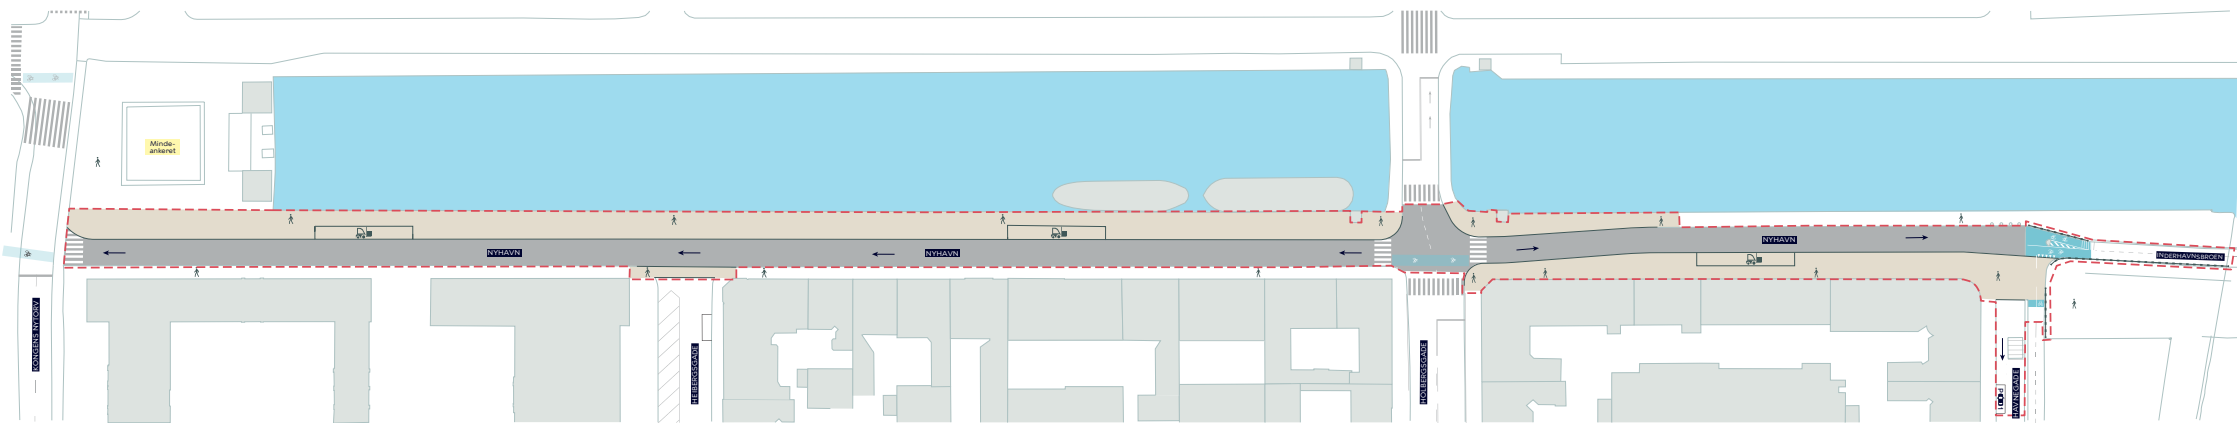 Minde-
ankeret
NYHAVN
NYHAVN
NYHAVN
INDERHAVNSBROEN
KONGENS NYTORV
HEIBERGSGADE
HOLBERGSGADE
HAVNEGADE